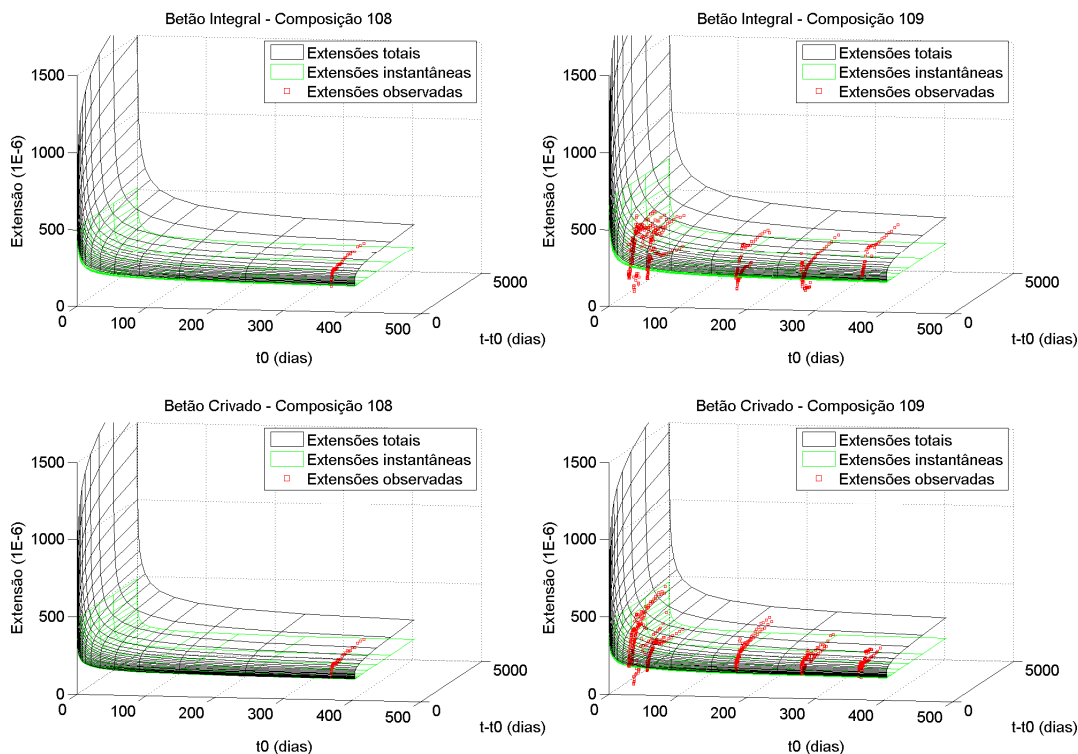 Betão Integral - Composição 108
Extensões totais
Extensões instantâneas
Extensões observadas
1500
1000
500
0
Extensão (1E-6)
0
100
200
300
400
500
t0 (dias)
0
5000
t-t0 (dias)
Betão Integral - Composição 109
Extensões totais
Extensões instantâneas
Extensões observadas
1500
1000
500
0
Extensão (1E-6)
0
100
200
300
400
500
t0 (dias)
0
5000
t-t0 (dias)
Betão Crivado - Composição 108
Extensões totais
Extensões instantâneas
Extensões observadas
1500
1000
500
0
Extensão (1E-6)
0
100
200
300
400
500
t0 (dias)
0
5000
t-t0 (dias)
Betão Crivado - Composição 109
Extensões totais
Extensões instantâneas
Extensões observadas
1500
1000
500
0
Extensão (1E-6)
0
100
200
300
400
500
t0 (dias)
0
5000
t-t0 (dias)